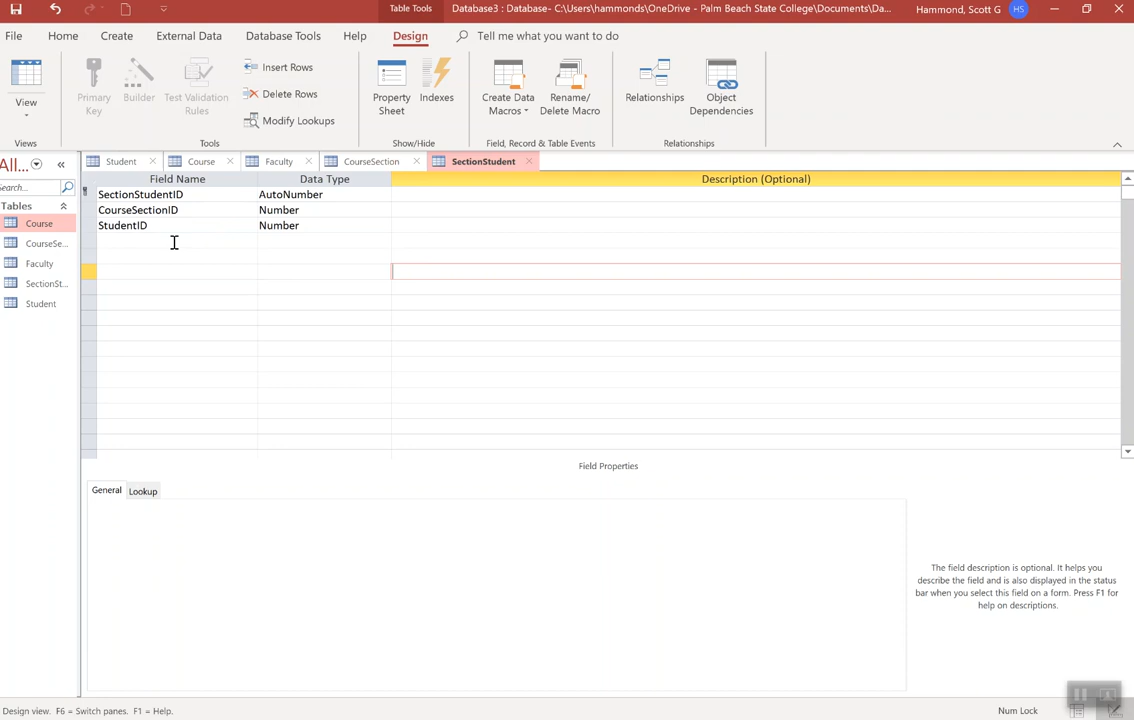 Table Tools
Database3 : Database- C:\Users\hammonds\OneDrive - Palm Beach State College\Documents\Da...
Hammond, Scott G
HS
File
Home
Create
External Data
Database Tools
Help
Design
Tell me what you want to do
View
Primary
Key
Builder
Test Validation
Rules
Insert Rows
Delete Rows
Modify Lookups
Property
Sheet
Indexes
Create Data
Macros
Rename/
Delete Macro
Relationships
Object
Dependencies
Views
Tools
Show/Hide
Field, Record & Table Events
Relationships
All...
Search...
Tables
Course
CourseSe...
Faculty
SectionSt...
Student
Student
Course
Faculty
CourseSection
SectionStudent
Field Name
Data Type
Description (Optional)
SectionStudentID
AutoNumber
CourseSectionID
Number
StudentID
Number
Field Properties
General
Lookup
The field description is optional. It helps you
describe the field and is also displayed in the status
bar when you select this field on a form. Press F1 for
help on descriptions.
Design view. F6 = Switch panes. F1 = Help.
Num Lock